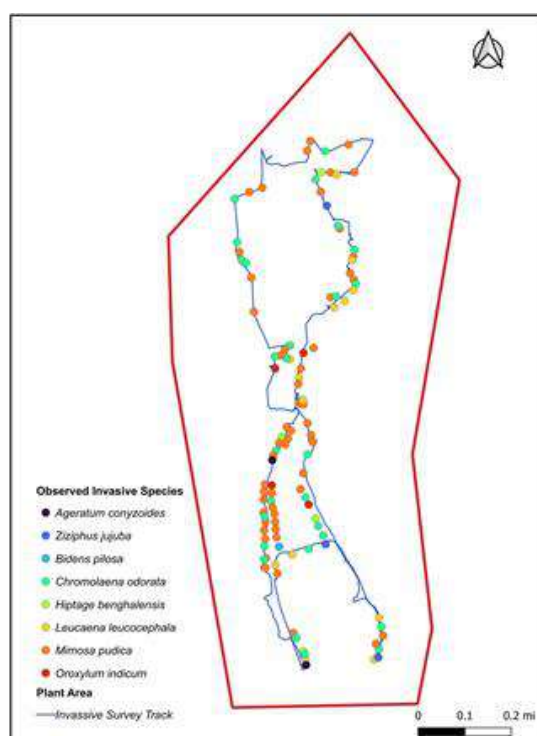 Observed Invasive Species
Ageratum conyzoides
Ziziphus jujuba
Bidens pilosa
Chromolaena odorata
Hiptage benghalensis
Leucaena leucocephala
Mimosa pudica
Oroxylum indicum
Plant Area
Invassive Survey Track
0 0.1 0.2 mi